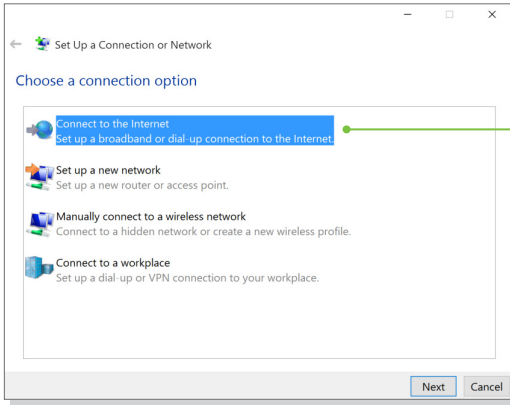 Set Up a Connection or Network
Choose a connection option
Connect to the Internet
Set up a broadband or dial-up connection to the Internet.
Set up a new network
Set up a new router or access point.
Manually connect to a wireless network
Connect to a hidden network or create a new wireless profile.
Connect to a workplace
Set up a dial-up or VPN connection to your workplace.
Next Cancel